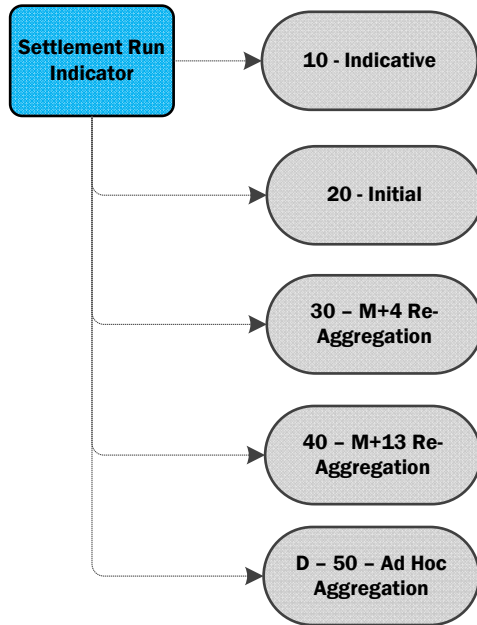 Settlement Run
Indicator
10 - Indicative
20 - Initial
30 – M+4 Re-
Aggregation
40 – M+13 Re-
Aggregation
D – 50 – Ad Hoc
Aggregation